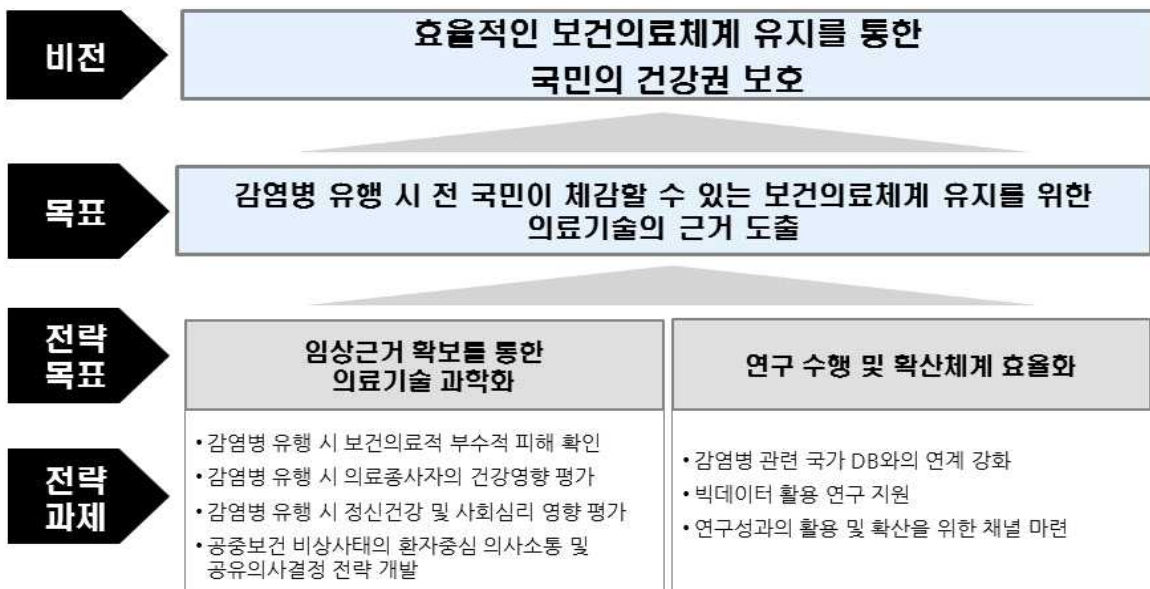 비전
효율적인 보건의료체계 유지를 통한
국민의 건강권 보호
목표
감염병 유행 시 전 국민이 체감할 수 있는 보건의료체계 유지를 위한
의료기술의 근거 도출
전략
목표
임상근거 확보를 통한
의료기술 과학화
연구 수행 및 확산체계 효율화
전략
과제
• 감염병 유행 시 보건의료적 부수적 피해 확인
• 감염병 유행 시 의료종사자의 건강영향 평가
• 감염병 유행 시 정신건강 및 사회심리 영향 평가
• 공중보건 비상사태의 환자중심 의사소통 및
공유의사결정 전략 개발
• 감염병 관련 국가 DB와의 연계 강화
• 빅데이터 활용 연구 지원
• 연구성과의 활용 및 확산을 위한 채널 마련